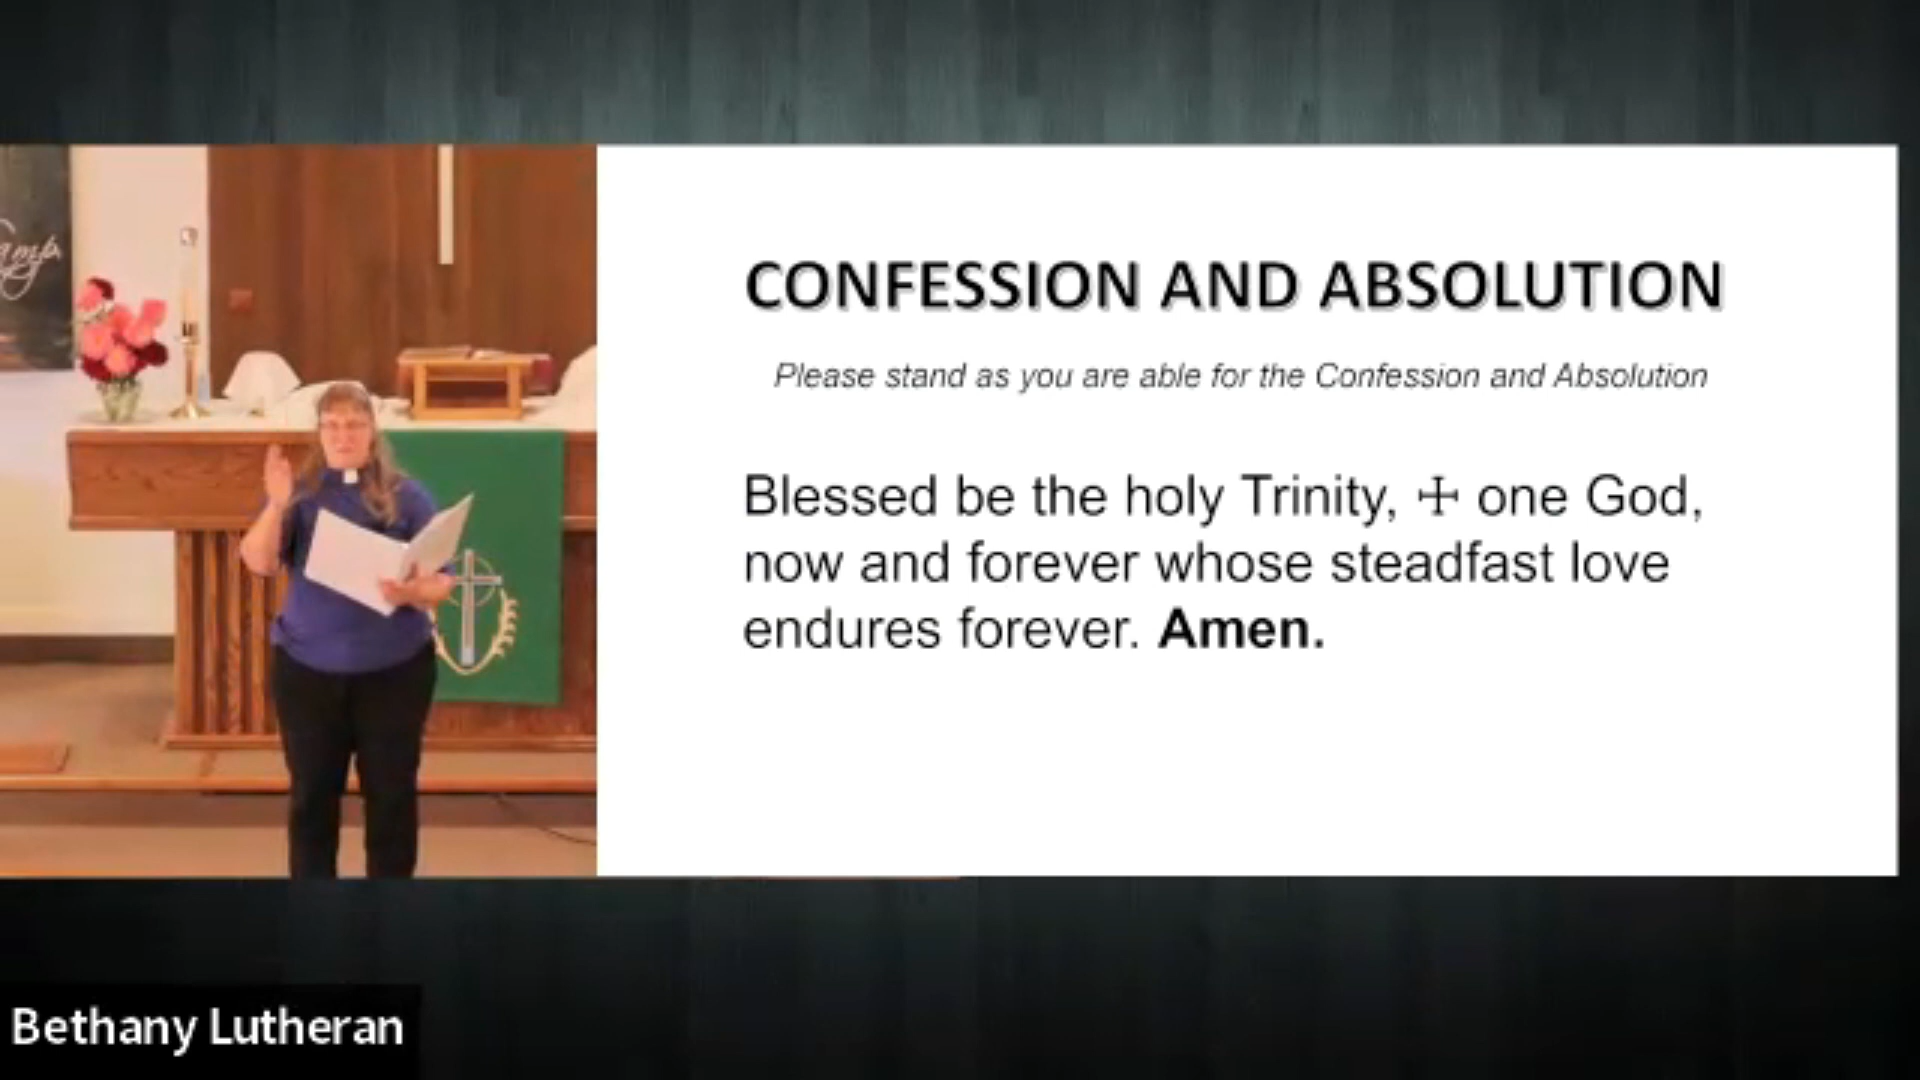 amp
CONFESSION AND ABSOLUTION
Please stand as you are able for the Confession and Absolution
Blessed be the holy Trinity, ☩ one God,
now and forever whose steadfast love
endures forever. Amen.
Bethany Lutheran